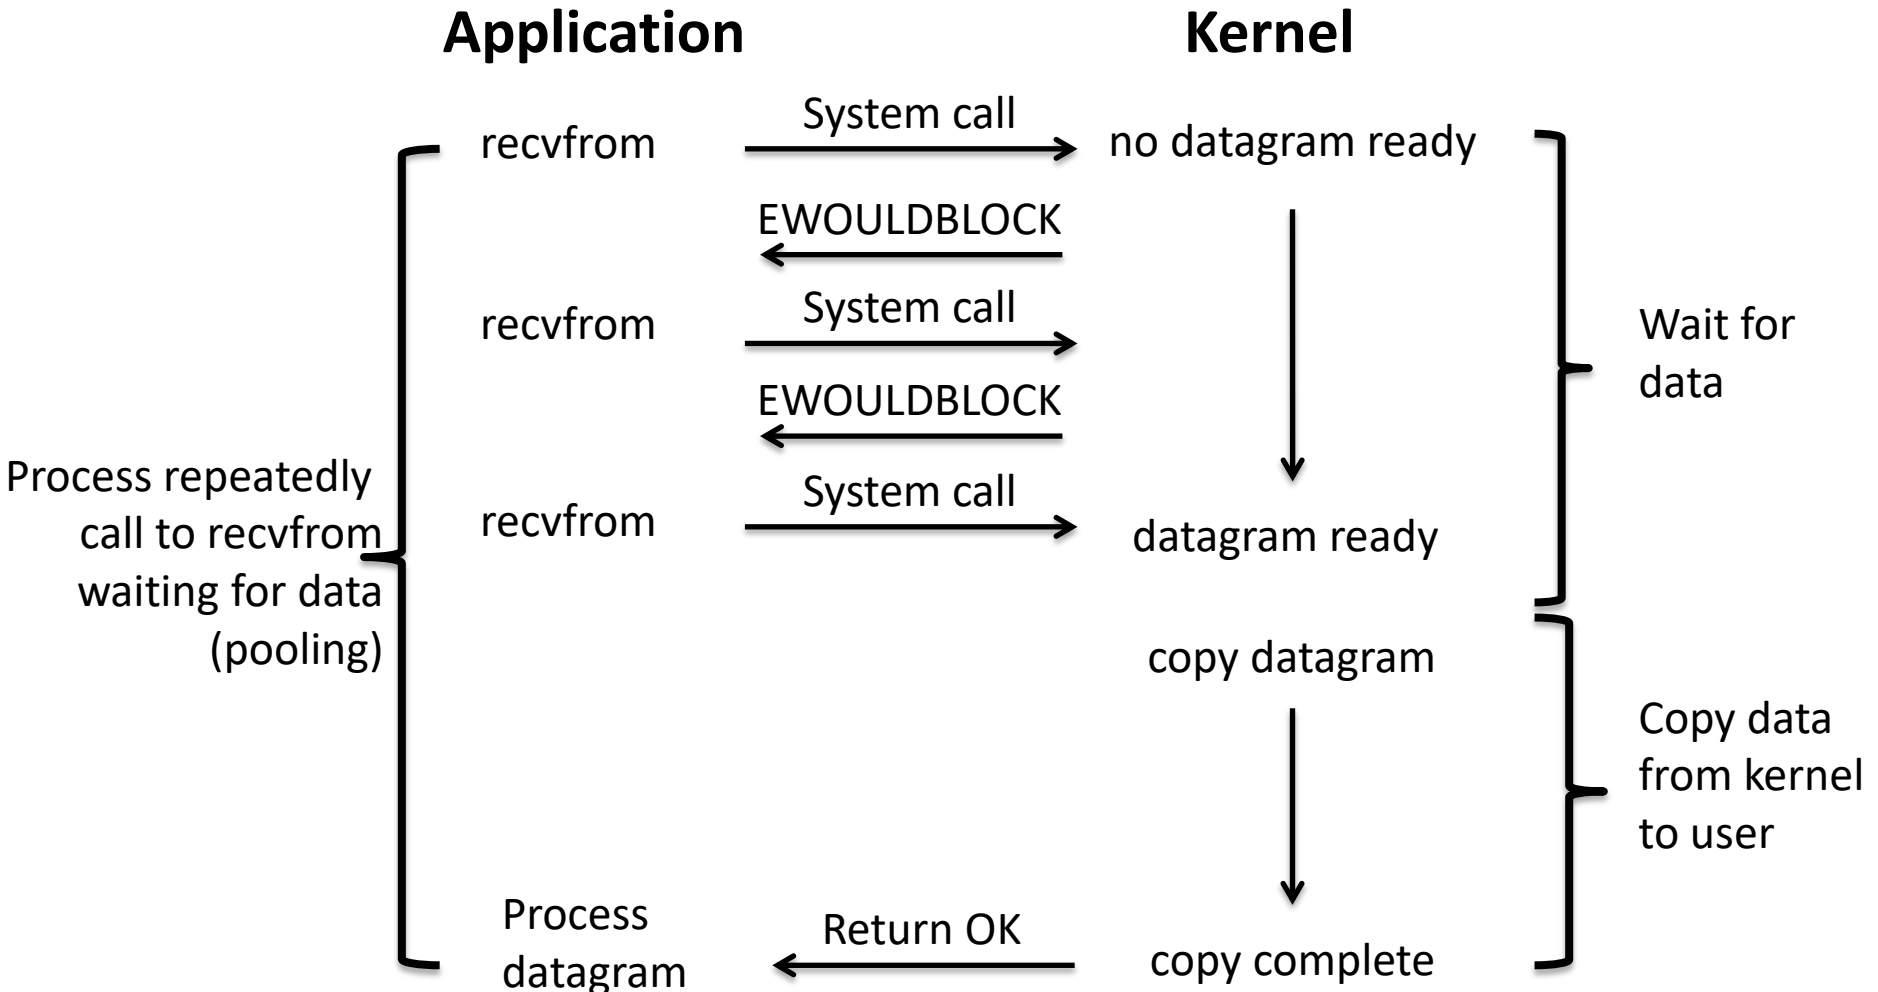 Application
Kernel
recvfrom
System call
no datagram ready
EWOULDBLOCK
recvfrom
System call
Wait for
data
EWOULDBLOCK
Process repeatedly
call to recvfrom
waiting for data
(pooling)
recvfrom
System call
datagram ready
copy datagram
Copy data
from kernel
to user
Process
datagram
Return OK
copy complete